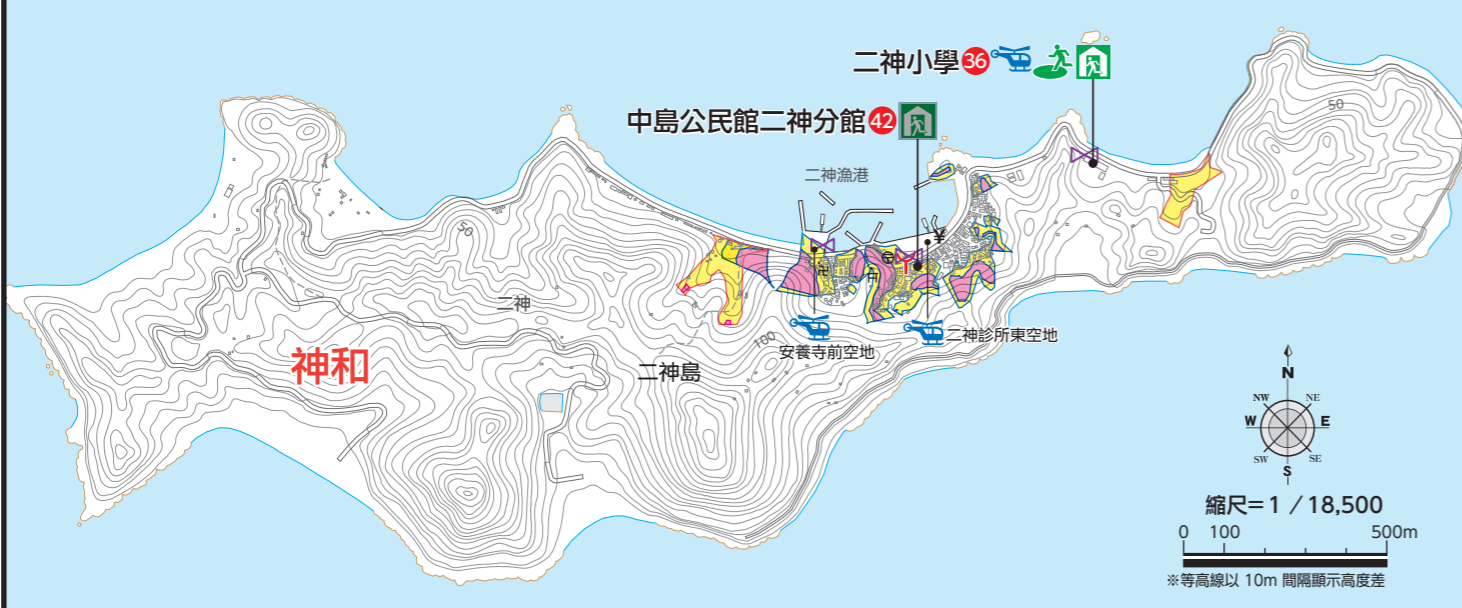 二神小學36
中島公民館二神分館42
二神漁港
50
50
二神
100
安養寺前空地
二神診所東空地
神和
二神島
N
NW
NE
W
E
SW
SE
S
縮尺=1／18,500
0 100 500m
※等高線以 10m 間隔顯示高度差